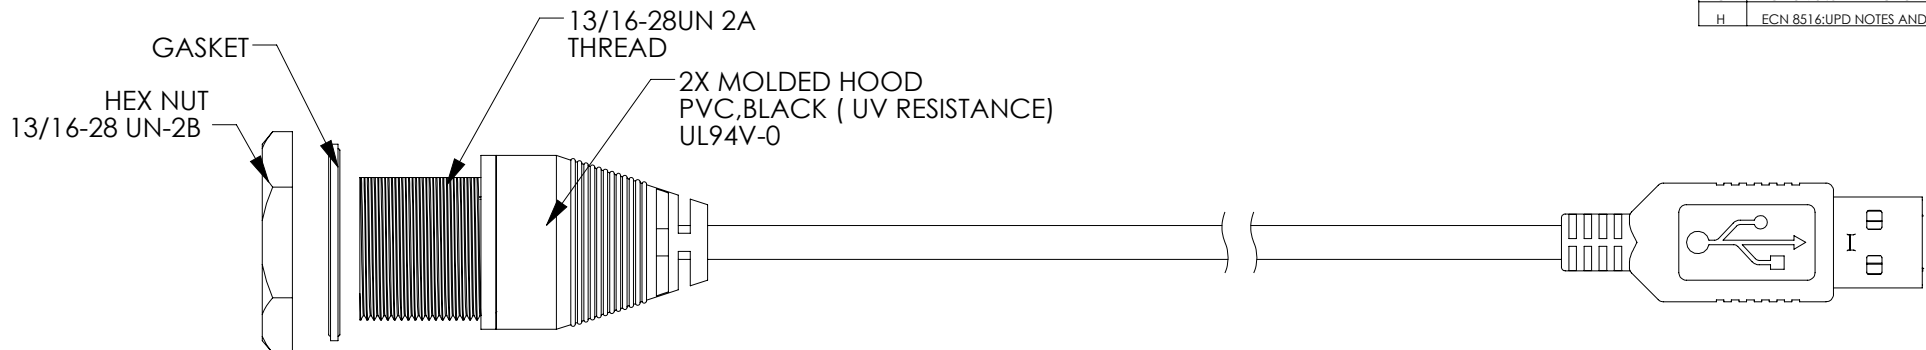 H ECN 8516:UPD NOTES AND
13/16-28UN 2A
THREAD
GASKET
2X MOLDED HOOD
PVC,BLACK ( UV RESISTANCE)
UL94V-0
HEX NUT
13/16-28 UN-2B